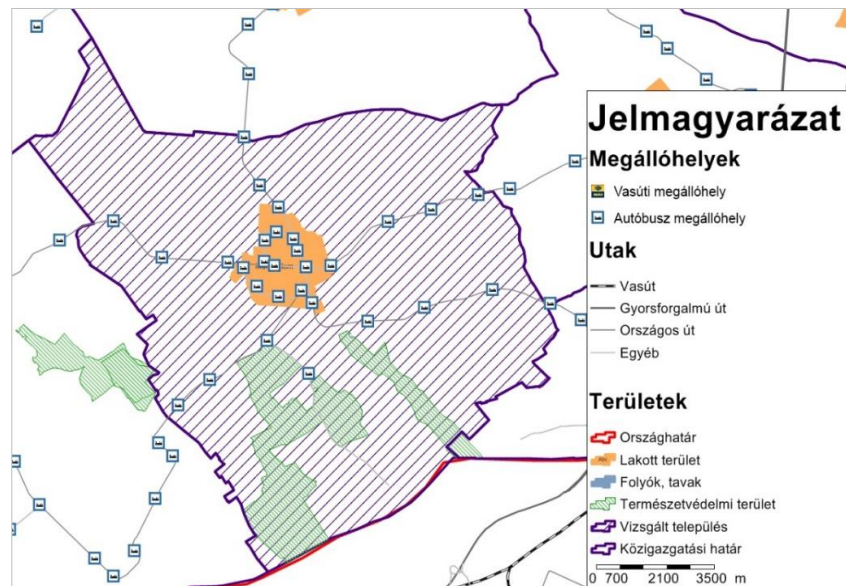 Jelmagyarázat
Megállóhelyek
Vasúti megállóhely
Autóbusz megállóhely
Utak
Vasút
Gyorsforgalmú út
Országos út
Egyéb
Területek
Országhatár
Lakott terület
Folyók, tavak
Természetvédelmi terület
Vizsgált település
Közigazgatási határ
0 700 2100 3500 m